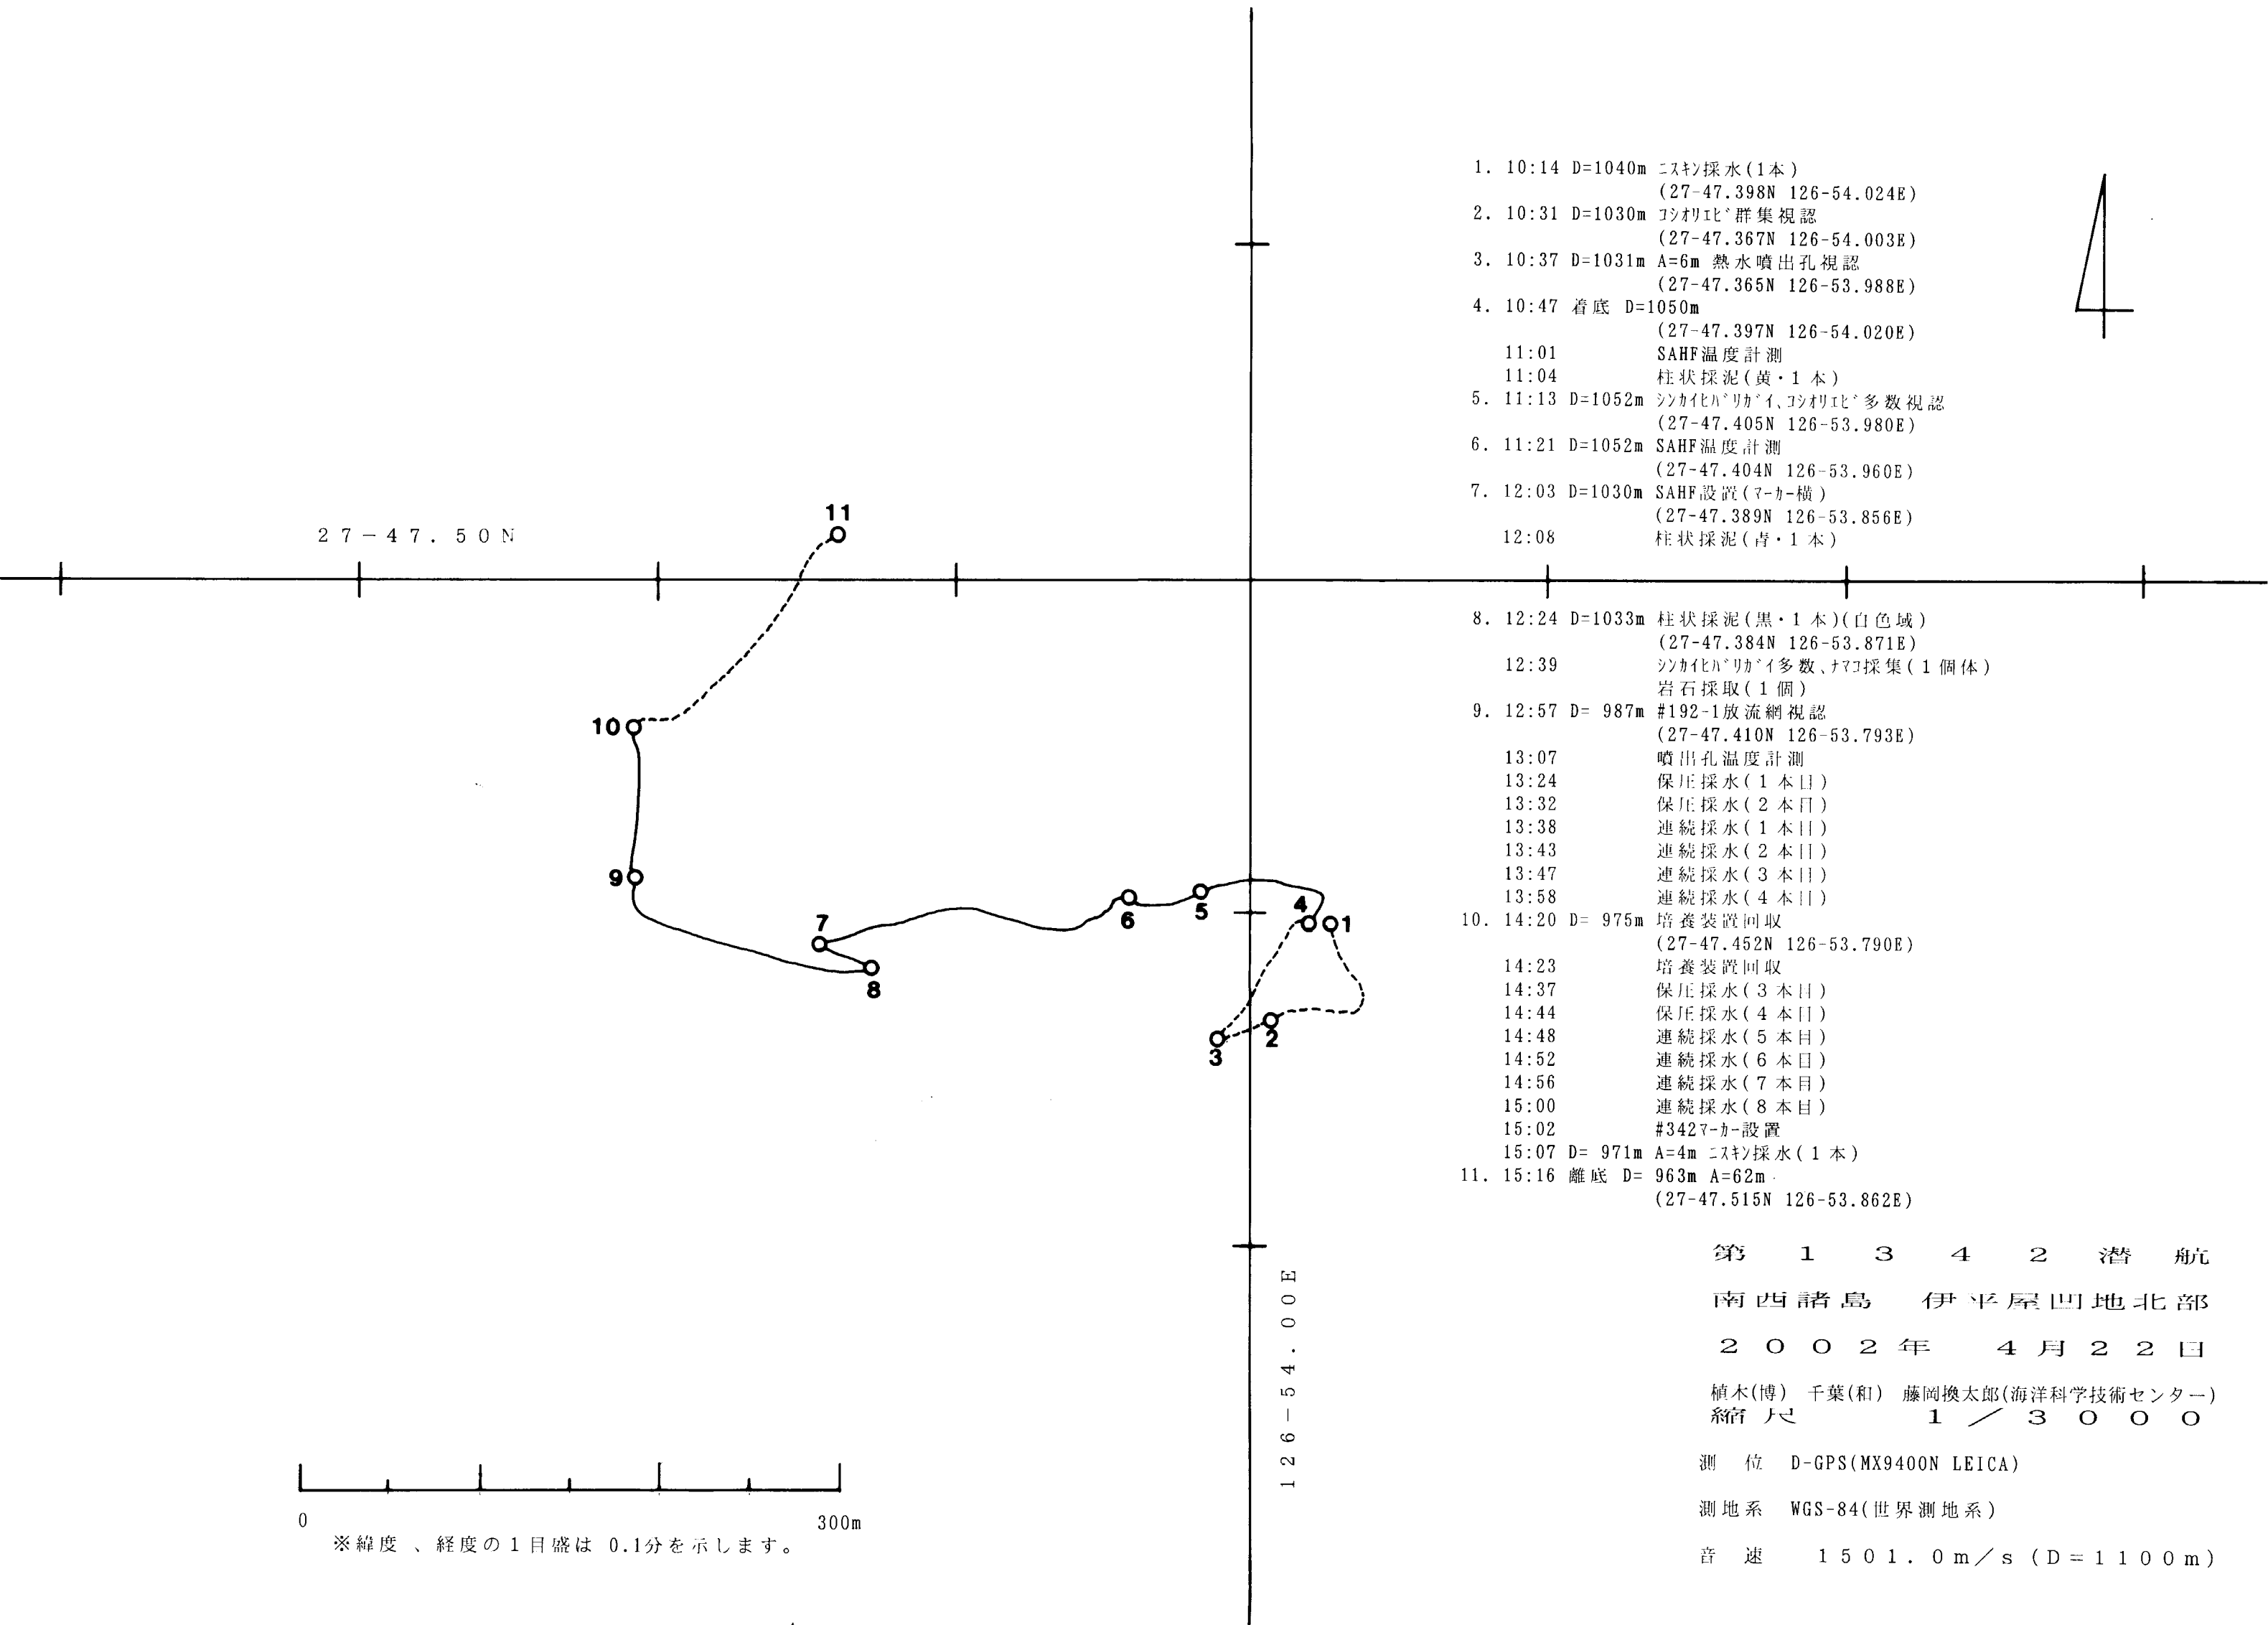 1. 10:14 D=1040m ﾆｽｷﾝ採水(1本)
(27-47.398N 126-54.024E)
2. 10:31 D=1030m ｺｼｵﾘｴﾋﾞ群集視認
(27-47.367N 126-54.003E)
3. 10:37 D=1031m A=6m 熱水噴出孔視認
(27-47.365N 126-53.988E)
4. 10:47 着底 D=1050m
(27-47.397N 126-54.020E)
11:01 SAHF温度計測
11:04 柱状採泥(黄・1本)
5. 11:13 D=1052m ｼﾝｶｲﾋﾊﾞﾘｶﾞｲ､ｺｼｵﾘｴﾋﾞ多数視認
(27-47.405N 126-53.980E)
6. 11:21 D=1052m SAHF温度計測
(27-47.404N 126-53.960E)
7. 12:03 D=1030m SAHF設置(ﾏｰｶｰ横)
(27-47.389N 126-53.856E)
12:08 柱状採泥(青・1本)
8. 12:24 D=1033m 柱状採泥(黒・1本)(白色域)
(27-47.384N 126-53.871E)
12:39 ｼﾝｶｲﾋﾊﾞﾘｶﾞｲ多数､ﾅﾏｺ採集(1個体)
岩石採取(1個)
9. 12:57 D= 987m #192-1放流網視認
(27-47.410N 126-53.793E)
13:07 噴出孔温度計測
13:24 保圧採水(1本目)
13:32 保圧採水(2本目)
13:38 連続採水(1本目)
13:43 連続採水(2本目)
13:47 連続採水(3本目)
13:58 連続採水(4本目)
10. 14:20 D= 975m 培養装置回収
(27-47.452N 126-53.790E)
14:23 培養装置回収
14:37 保圧採水(3本目)
14:44 保圧採水(4本目)
14:48 連続採水(5本目)
14:52 連続採水(6本目)
14:56 連続採水(7本目)
15:00 連続採水(8本目)
15:02 #342ﾏｰｶｰ設置
15:07 D= 971m A=4m ﾆｽｷﾝ採水(1本)
11. 15:16 離底 D= 963m A=62m
(27-47.515N 126-53.862E)
27-47.50N
11
10
9
7
8
6
5
4
1
2
3
126-54.00E
第1342潜航
南西諸島 伊平屋凹地北部
2002年 4月22日
植木(博) 千葉(和) 藤岡換太郎(海洋科学技術センター)
縮尺 1／3000
測位 D-GPS(MX9400N LEICA)
測地系 WGS-84(世界測地系)
音速 1501.0m／s (D=1100m)
0 300m
※緯度、経度の1目盛は 0.1分を示します。